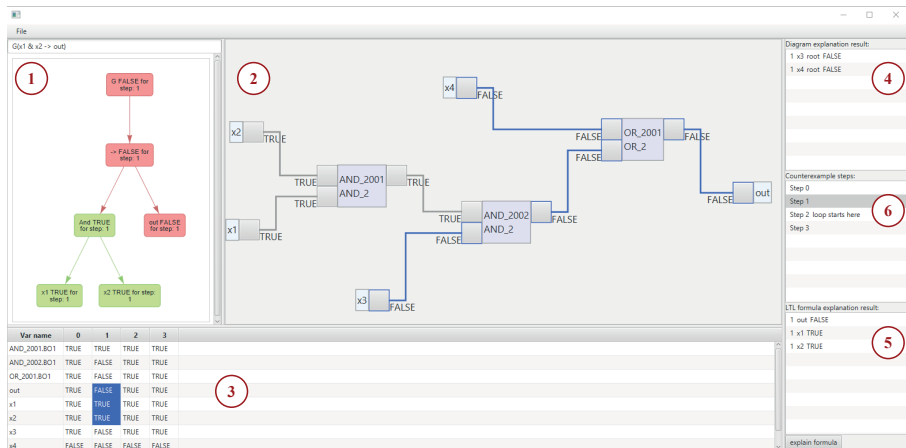 File
G(x1 & x2 -> out)
1
G FALSE for
step: 1
-> FALSE for
step: 1
And TRUE
for step: 1
out FALSE
for step: 1
x1 TRUE for
step: 1
x2 TRUE for step:
1
2
x4
FALSE
x2
TRUE
TRUE
TRUE
AND_2001
AND_2
TRUE
x1
TRUE
TRUE
FALSE
AND_2002
AND_2
FALSE
x3
FALSE
FALSE
FALSE
OR_2001
OR_2
FALSE
out
FALSE
Diagram explanation result:
1 x3 root FALSE
1 x4 root FALSE
4
Counterexample steps:
Step 0
Step 1
Step 2 loop starts here
Step 3
6
LTL formula explanation result:
1 out FALSE
1 x1 TRUE
1 x2 TRUE
5
explain formula
Var name 0 1 2 3
AND_2001.BO1 TRUE TRUE TRUE TRUE
AND_2002.BO1 TRUE FALSE TRUE TRUE
OR_2001.BO1 TRUE FALSE TRUE TRUE
out TRUE FALSE TRUE TRUE
x1 TRUE TRUE TRUE TRUE
x2 TRUE TRUE TRUE TRUE
x3 TRUE FALSE TRUE TRUE
x4 FALSE FALSE FALSE FALSE
3